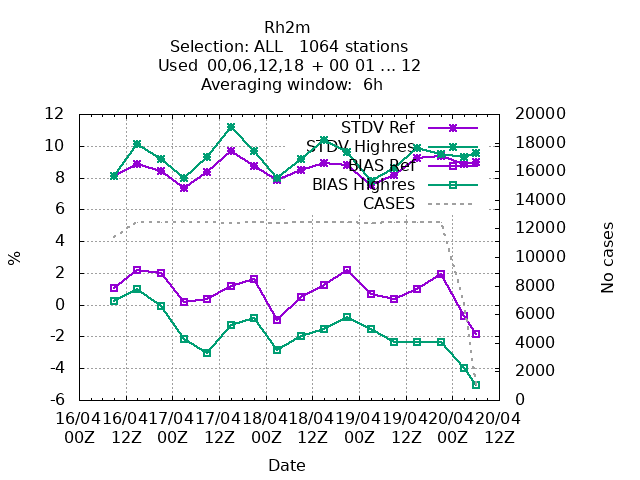 Rh2m
Selection: ALL   1064 stations
Used  00,06,12,18  + 00 01 ... 12
Averaging window:  6h
12
10
8
6
4
2
0
-2
-4
-6
%
20000
18000
16000
14000
12000
10000
8000
6000
4000
2000
0
No cases
STDV Ref
STDV Highres
BIAS Ref
BIAS Highres
CASES
16/04 16/04 17/04 17/04 18/04 18/04 19/04 19/04 20/04 20/04
00Z 12Z 00Z 12Z 00Z 12Z 00Z 12Z 00Z 12Z
Date